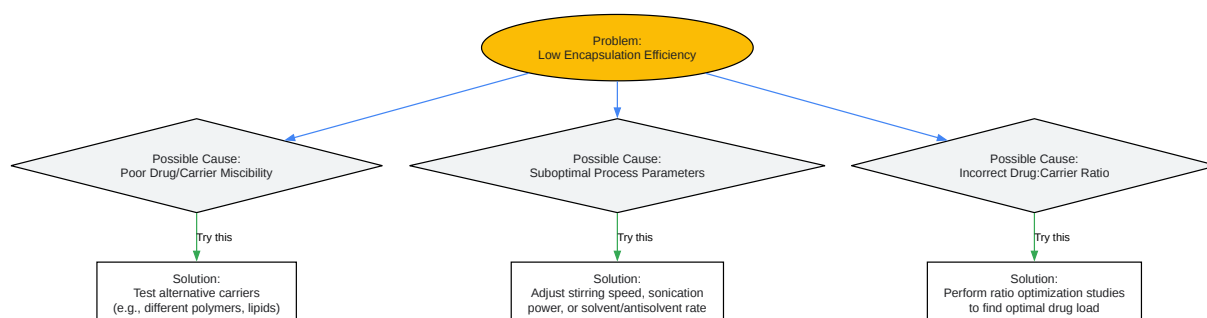 Problem:
Low Encapsulation Efficiency
Possible Cause:
Poor Drug/Carrier Miscibility
Possible Cause:
Suboptimal Process Parameters
Possible Cause:
Incorrect Drug:Carrier Ratio
Try this
Try this
Try this
Solution:
Test alternative carriers
(e.g., different polymers, lipids)
Solution:
Adjust stirring speed, sonication
power, or solvent/antisolvent rate
Solution:
Perform ratio optimization studies
to find optimal drug load